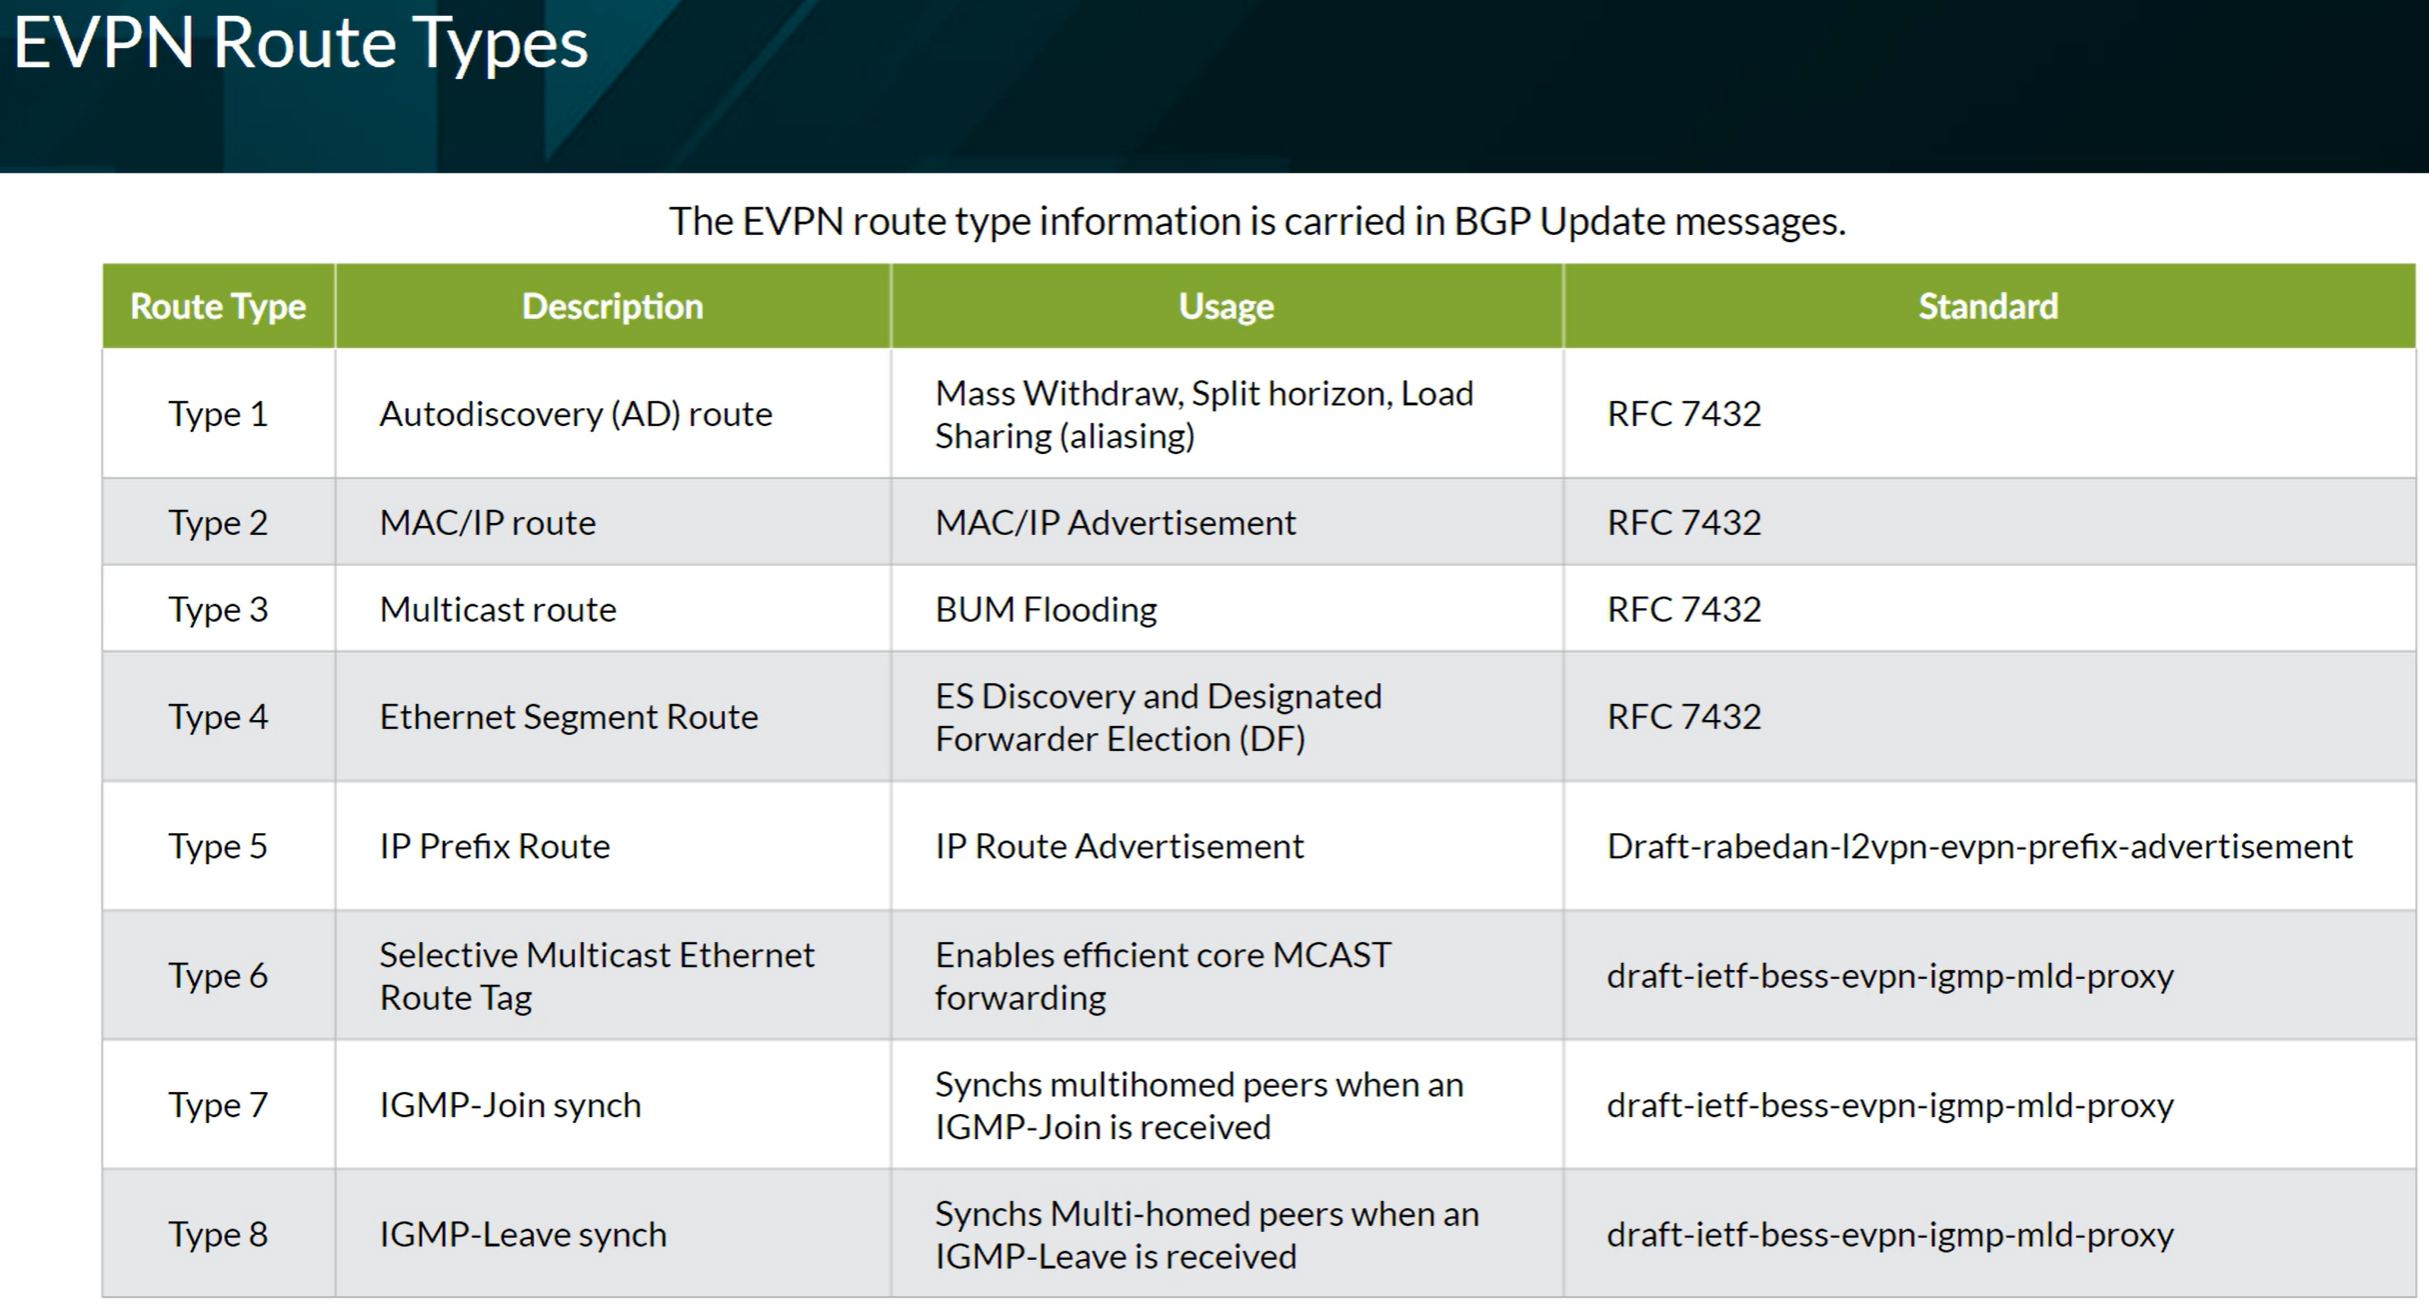 EVPN Route Types
The EVPN route type information is carried in BGP Update messages.
Route Type Description Usage Standard
Type 1 Autodiscovery (AD) route Mass Withdraw, Split horizon, Load
Sharing (aliasing) RFC 7432
Type 2 MAC/IP route MAC/IP Advertisement RFC 7432
Type 3 Multicast route BUM Flooding RFC 7432
Type 4 Ethernet Segment Route ES Discovery and Designated
Forwarder Election (DF) RFC 7432
Type 5 IP Prefix Route IP Route Advertisement Draft-rabedan-l2vpn-evpn-prefix-advertisement
Type 6 Selective Multicast Ethernet
Route Tag Enables efficient core MCAST
forwarding draft-ietf-bess-evpn-igmp-mld-proxy
Type 7 IGMP-Join synch Synchs multihomed peers when an
IGMP-Join is received draft-ietf-bess-evpn-igmp-mld-proxy
Type 8 IGMP-Leave synch Synchs Multi-homed peers when an
IGMP-Leave is received draft-ietf-bess-evpn-igmp-mld-proxy